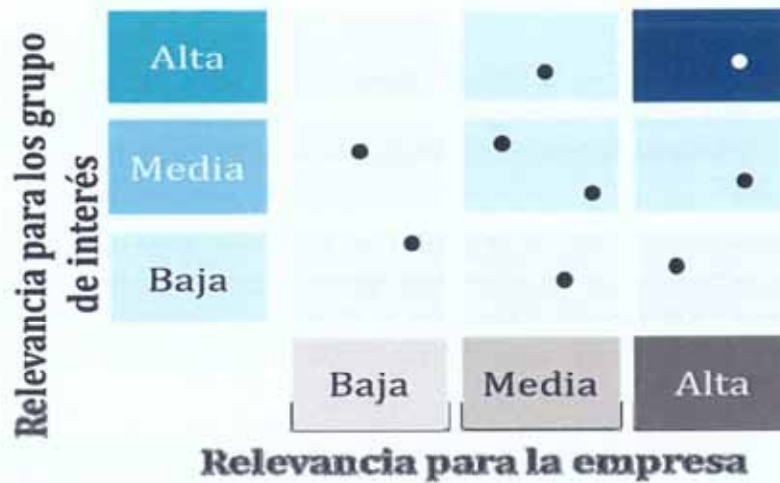 Relevancia para los grupo
de interés
Alta
Media
Baja
Baja
Media
Alta
Relevancia para la empresa